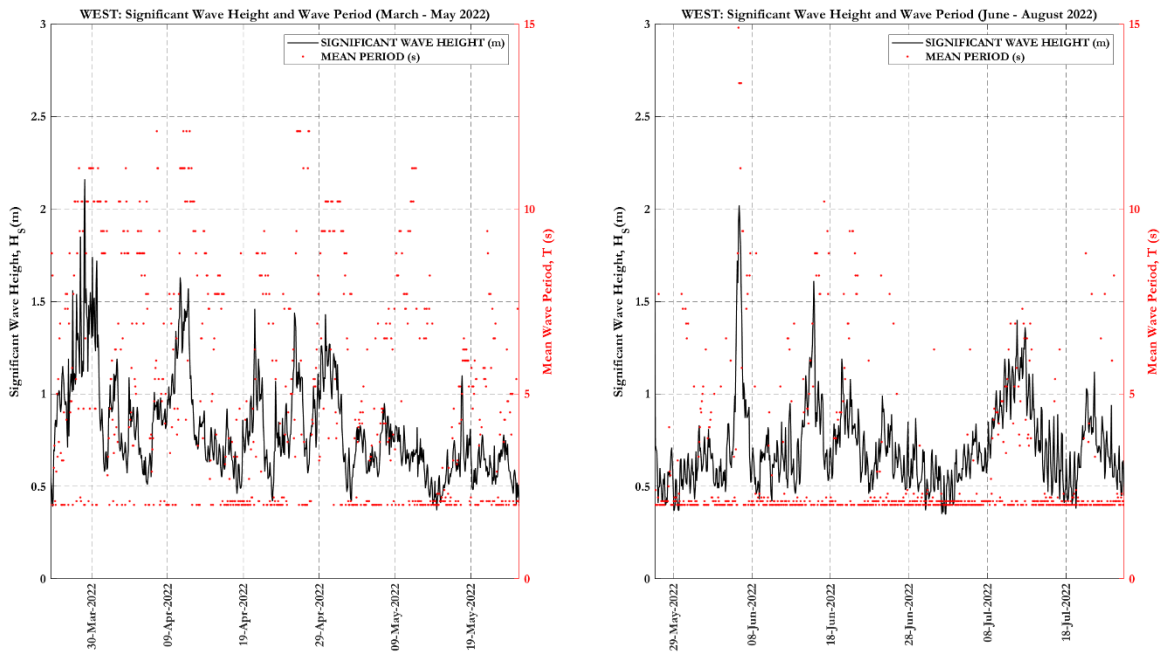 WEST: Significant Wave Height and Wave Period (March - May 2022)
SIGNIFICANT WAVE HEIGHT (m)
MEAN PERIOD (s)
Significant Wave Height, H_S (m)
3
2.5
2
1.5
1
0.5
0
15
10
5
0
Mean Wave Period, T (s)
30-Mar-2022
09-Apr-2022
19-Apr-2022
29-Apr-2022
09-May-2022
19-May-2022
WEST: Significant Wave Height and Wave Period (June - August 2022)
SIGNIFICANT WAVE HEIGHT (m)
MEAN PERIOD (s)
Significant Wave Height, H_S (m)
3
2.5
2
1.5
1
0.5
0
15
10
5
0
Mean Wave Period, T (s)
29-May-2022
08-Jun-2022
18-Jun-2022
28-Jun-2022
08-Jul-2022
18-Jul-2022